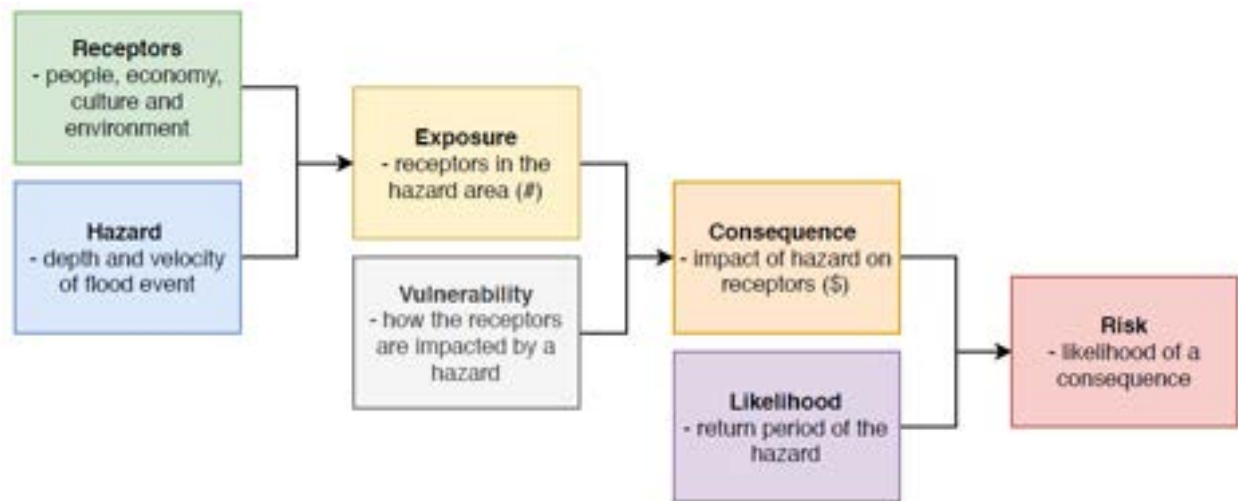 Receptors
- people, economy,
culture and
environment
Hazard
- depth and velocity
of flood event
Exposure
- receptors in the
hazard area (#)
Vulnerability
- how the receptors
are impacted by a
hazard
Consequence
- impact of hazard on
receptors ($)
Likelihood
- return period of the
hazard
Risk
- likelihood of a
consequence